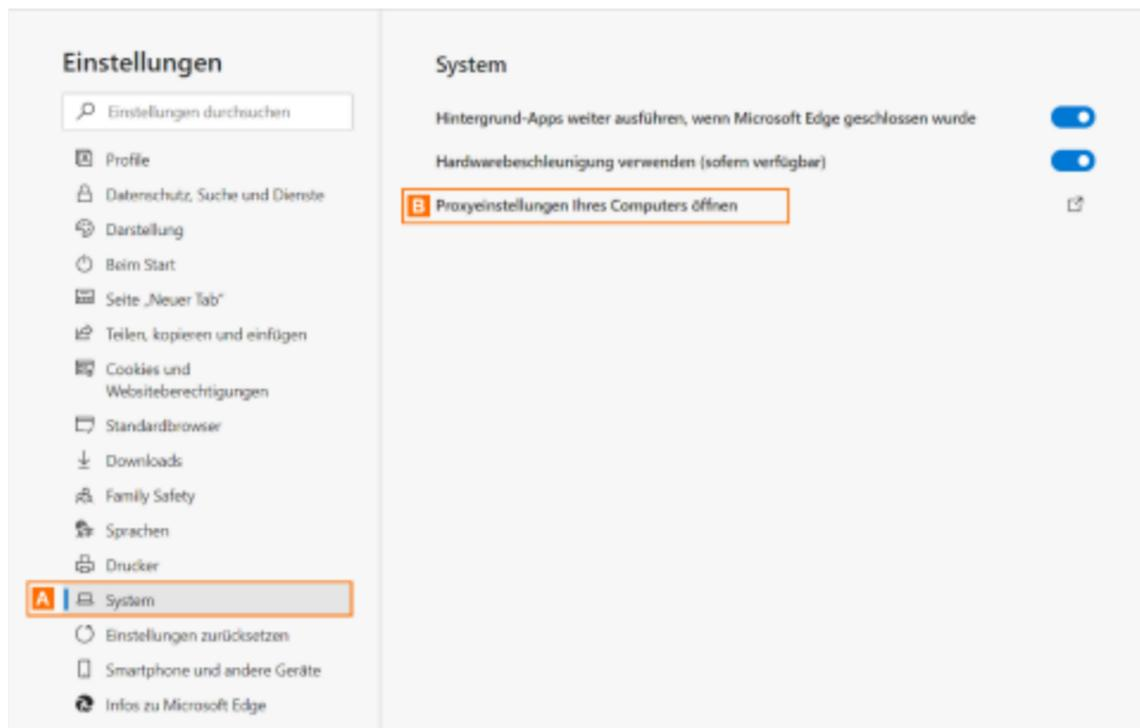 Einstellungen
Einstellungen durchsuchen
Profile
Datenschutz, Suche und Dienste
Darstellung
Beim Start
Seite „Neuer Tab“
Teilen, kopieren und einfügen
Cookies und
Websiteberechtigungen
Standardbrowser
Downloads
Family Safety
Sprachen
Drucker
A System
Einstellungen zurücksetzen
Smartphone und andere Geräte
Infos zu Microsoft Edge
System
Hintergrund-Apps weiter ausführen, wenn Microsoft Edge geschlossen wurde
Hardwarebeschleunigung verwenden (sofern verfügbar)
B Proxyeinstellungen Ihres Computers öffnen